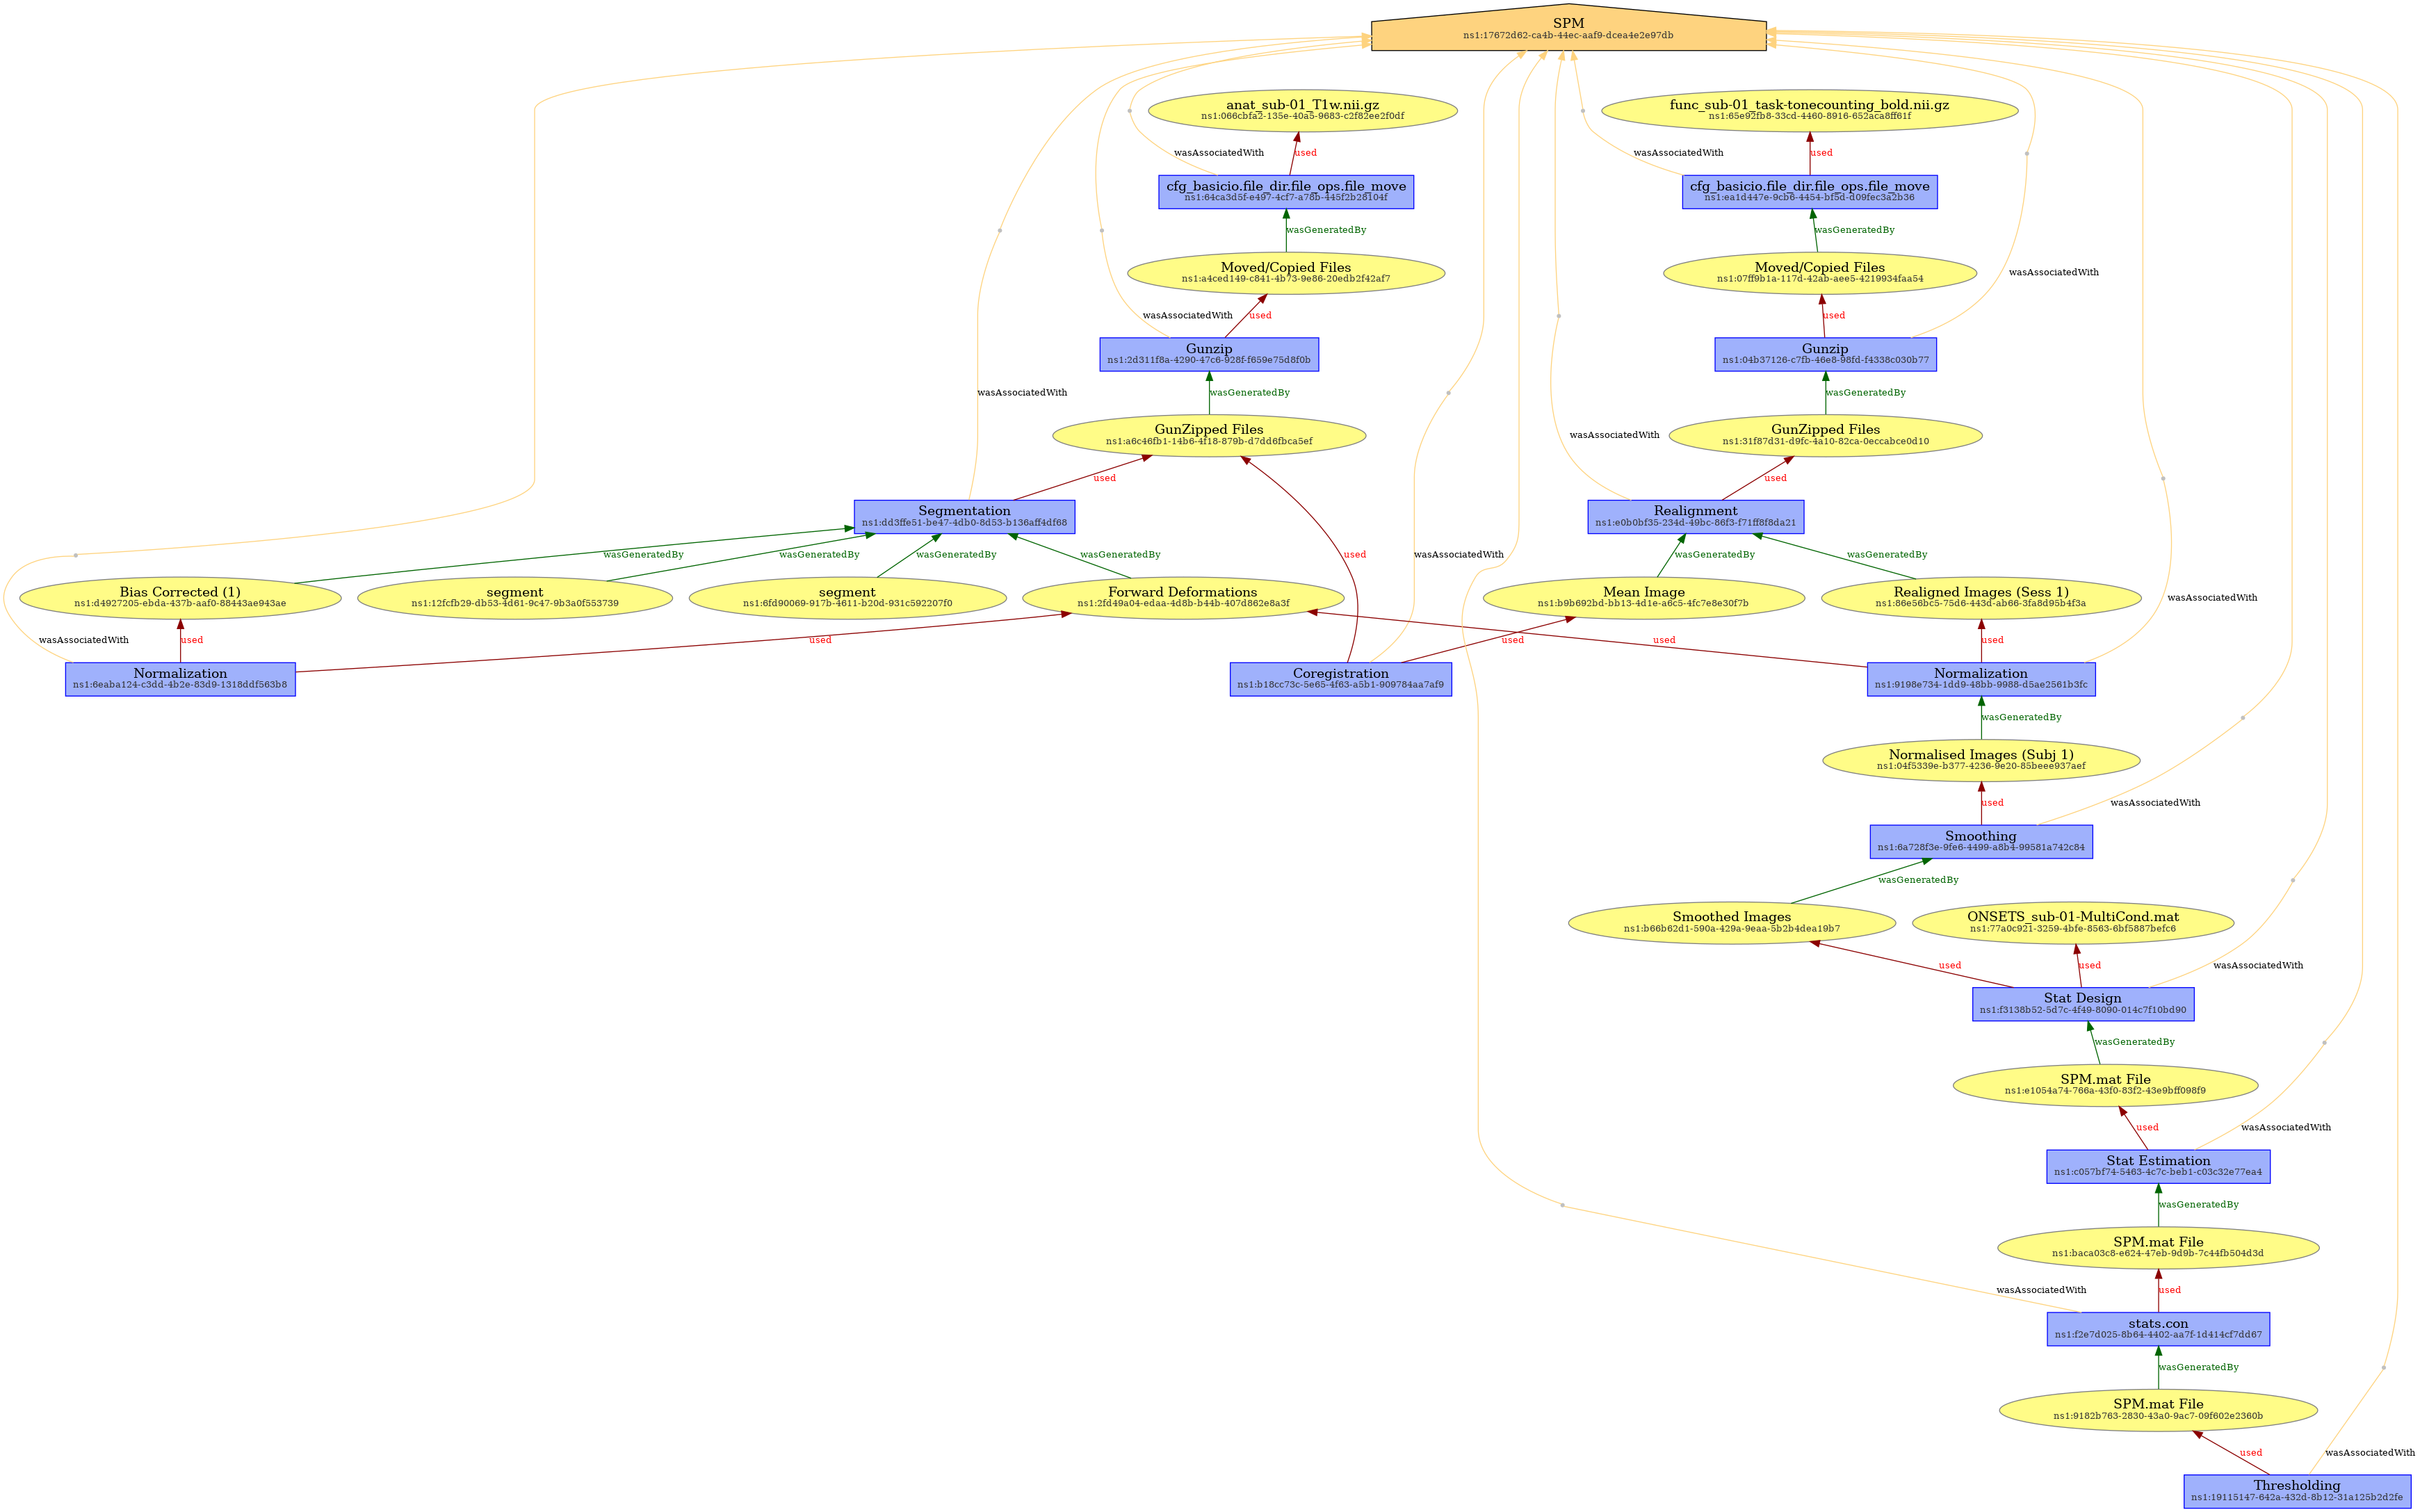 SPM
ns1:17672d62-ca4b-44ec-aaf9-dcea4e2e97db
anat_sub-01_T1w.nii.gz
ns1:066cbfa2-135e-40a5-9683-c2f82ee2f0df
func_sub-01_task-tonecounting_bold.nii.gz
ns1:65e92fb8-33cd-4460-8916-652aca8ff61f
wasAssociatedWith
used
wasAssociatedWith
used
cfg_basicio.file_dir.file_ops.file_move
ns1:64ca3d5f-e497-4cf7-a78b-445f2b28104f
cfg_basicio.file_dir.file_ops.file_move
ns1:ea1d447e-9cb6-4454-bf5d-d09fec3a2b36
wasGeneratedBy
wasGeneratedBy
Moved/Copied Files
ns1:a4ced149-c841-4b73-9e86-20edb2f42af7
Moved/Copied Files
ns1:07ff9b1a-117d-42ab-aee5-4219934faa54
wasAssociatedWith
wasAssociatedWith
used
used
Gunzip
ns1:2d311f8a-4290-47c6-928f-f659e75d8f0b
Gunzip
ns1:04b37126-c7fb-46e8-98fd-f4338c030b77
wasAssociatedWith
wasGeneratedBy
wasGeneratedBy
GunZipped Files
ns1:a6c46fb1-14b6-4f18-879b-d7dd6fbca5ef
wasAssociatedWith
GunZipped Files
ns1:31f87d31-d9fc-4a10-82ca-0eccabce0d10
used
used
Segmentation
ns1:dd3ffe51-be47-4db0-8d53-b136aff4df68
Realignment
ns1:e0b0bf35-234d-49bc-86f3-f71ff8f8da21
wasGeneratedBy
wasGeneratedBy
wasGeneratedBy
wasGeneratedBy
used
wasAssociatedWith
wasGeneratedBy
wasGeneratedBy
Bias Corrected (1)
ns1:d4927205-ebda-437b-aaf0-88443ae943ae
segment
ns1:12fcfb29-db53-4d61-9c47-9b3a0f553739
segment
ns1:6fd90069-917b-4611-b20d-931c592207f0
Forward Deformations
ns1:2fd49a04-edaa-4d8b-b44b-407d862e8a3f
Mean Image
ns1:b9b692bd-bb13-4d1e-a6c5-4fc7e8e30f7b
Realigned Images (Sess 1)
ns1:86e56bc5-75d6-443d-ab66-3fa8d95b4f3a
wasAssociatedWith
wasAssociatedWith
used
used
used
used
used
Normalization
ns1:6eaba124-c3dd-4b2e-83d9-1318ddf563b8
Coregistration
ns1:b18cc73c-5e65-4f63-a5b1-909784aa7af9
Normalization
ns1:9198e734-1dd9-48bb-9988-d5ae2561b3fc
wasGeneratedBy
Normalised Images (Subj 1)
ns1:04f5339e-b377-4236-9e20-85beee937aef
used
wasAssociatedWith
Smoothing
ns1:6a728f3e-9fe6-4499-a8b4-99581a742c84
wasGeneratedBy
Smoothed Images
ns1:b66b62d1-590a-429a-9eaa-5b2b4dea19b7
ONSETS_sub-01-MultiCond.mat
ns1:77a0c921-3259-4bfe-8563-6bf5887befc6
used
used
wasAssociatedWith
Stat Design
ns1:f3138b52-5d7c-4f49-8090-014c7f10bd90
wasGeneratedBy
SPM.mat File
ns1:e1054a74-766a-43f0-83f2-43e9bff098f9
used
wasAssociatedWith
Stat Estimation
ns1:c057bf74-5463-4c7c-beb1-c03c32e77ea4
wasGeneratedBy
SPM.mat File
ns1:baca03c8-e624-47eb-9d9b-7c44fb504d3d
wasAssociatedWith
used
stats.con
ns1:f2e7d025-8b64-4402-aa7f-1d414cf7dd67
wasGeneratedBy
SPM.mat File
ns1:9182b763-2830-43a0-9ac7-09f602e2360b
used
wasAssociatedWith
Thresholding
ns1:19115147-642a-432d-8b12-31a125b2d2fe